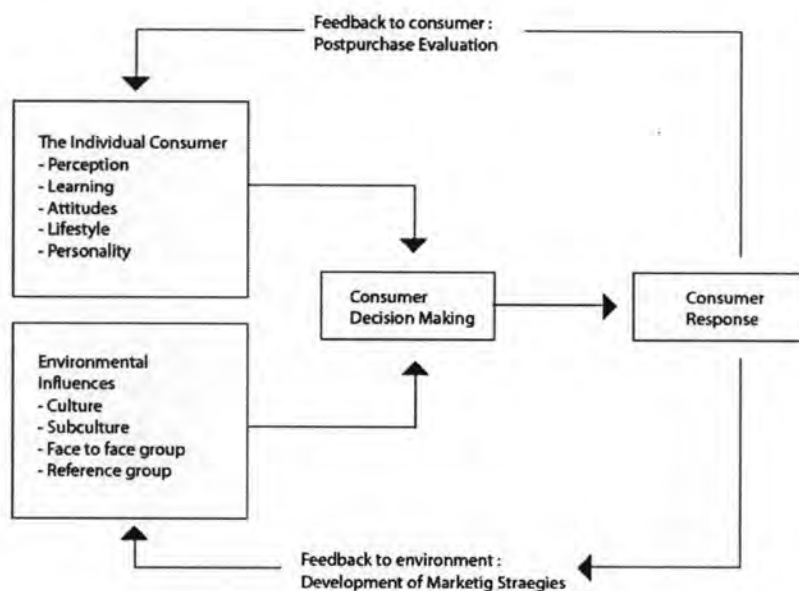 Feedback to consumer :
Postpurchase Evaluation
The Individual Consumer
- Perception
- Learning
- Attitudes
- Lifestyle
- Personality
Consumer
Decision Making
Consumer
Response
Environmental
Influences
- Culture
- Subculture
- Face to face group
- Reference group
Feedback to environment :
Development of Marketig Straegies